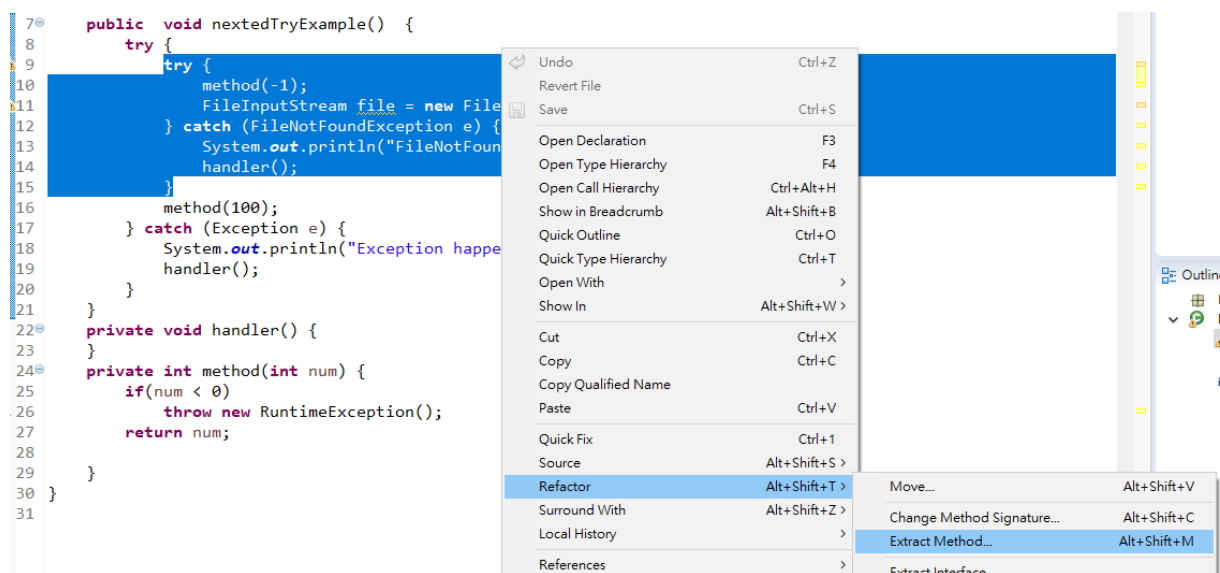 7 public void nextedTryExample() {
8 try {
9 try {
10 method(-1);
11 FileInputStream file = new File
12 } catch (FileNotFoundException e) {
13 System.out.println("FileNotFoun
14 handler();
15 }
16 method(100);
17 } catch (Exception e) {
18 System.out.println("Exception happe
19 handler();
20 }
21 }
22 private void handler() {
23 }
24 private int method(int num) {
25 if(num < 0)
26 throw new RuntimeException();
27 return num;
28
29 }
30 }
31
Undo Ctrl+Z
Revert File
Save Ctrl+S
Open Declaration F3
Open Type Hierarchy F4
Open Call Hierarchy Ctrl+Alt+H
Show in Breadcrumb Alt+Shift+B
Quick Outline Ctrl+O
Quick Type Hierarchy Ctrl+T
Open With >
Show In Alt+Shift+W >
Cut Ctrl+X
Copy Ctrl+C
Copy Qualified Name
Paste Ctrl+V
Quick Fix Ctrl+1
Source Alt+Shift+S >
Refactor Alt+Shift+T >
Surround With Alt+Shift+Z >
Local History >
References >
Move... Alt+Shift+V
Change Method Signature... Alt+Shift+C
Extract Method... Alt+Shift+M
Extract Interface
Outlin